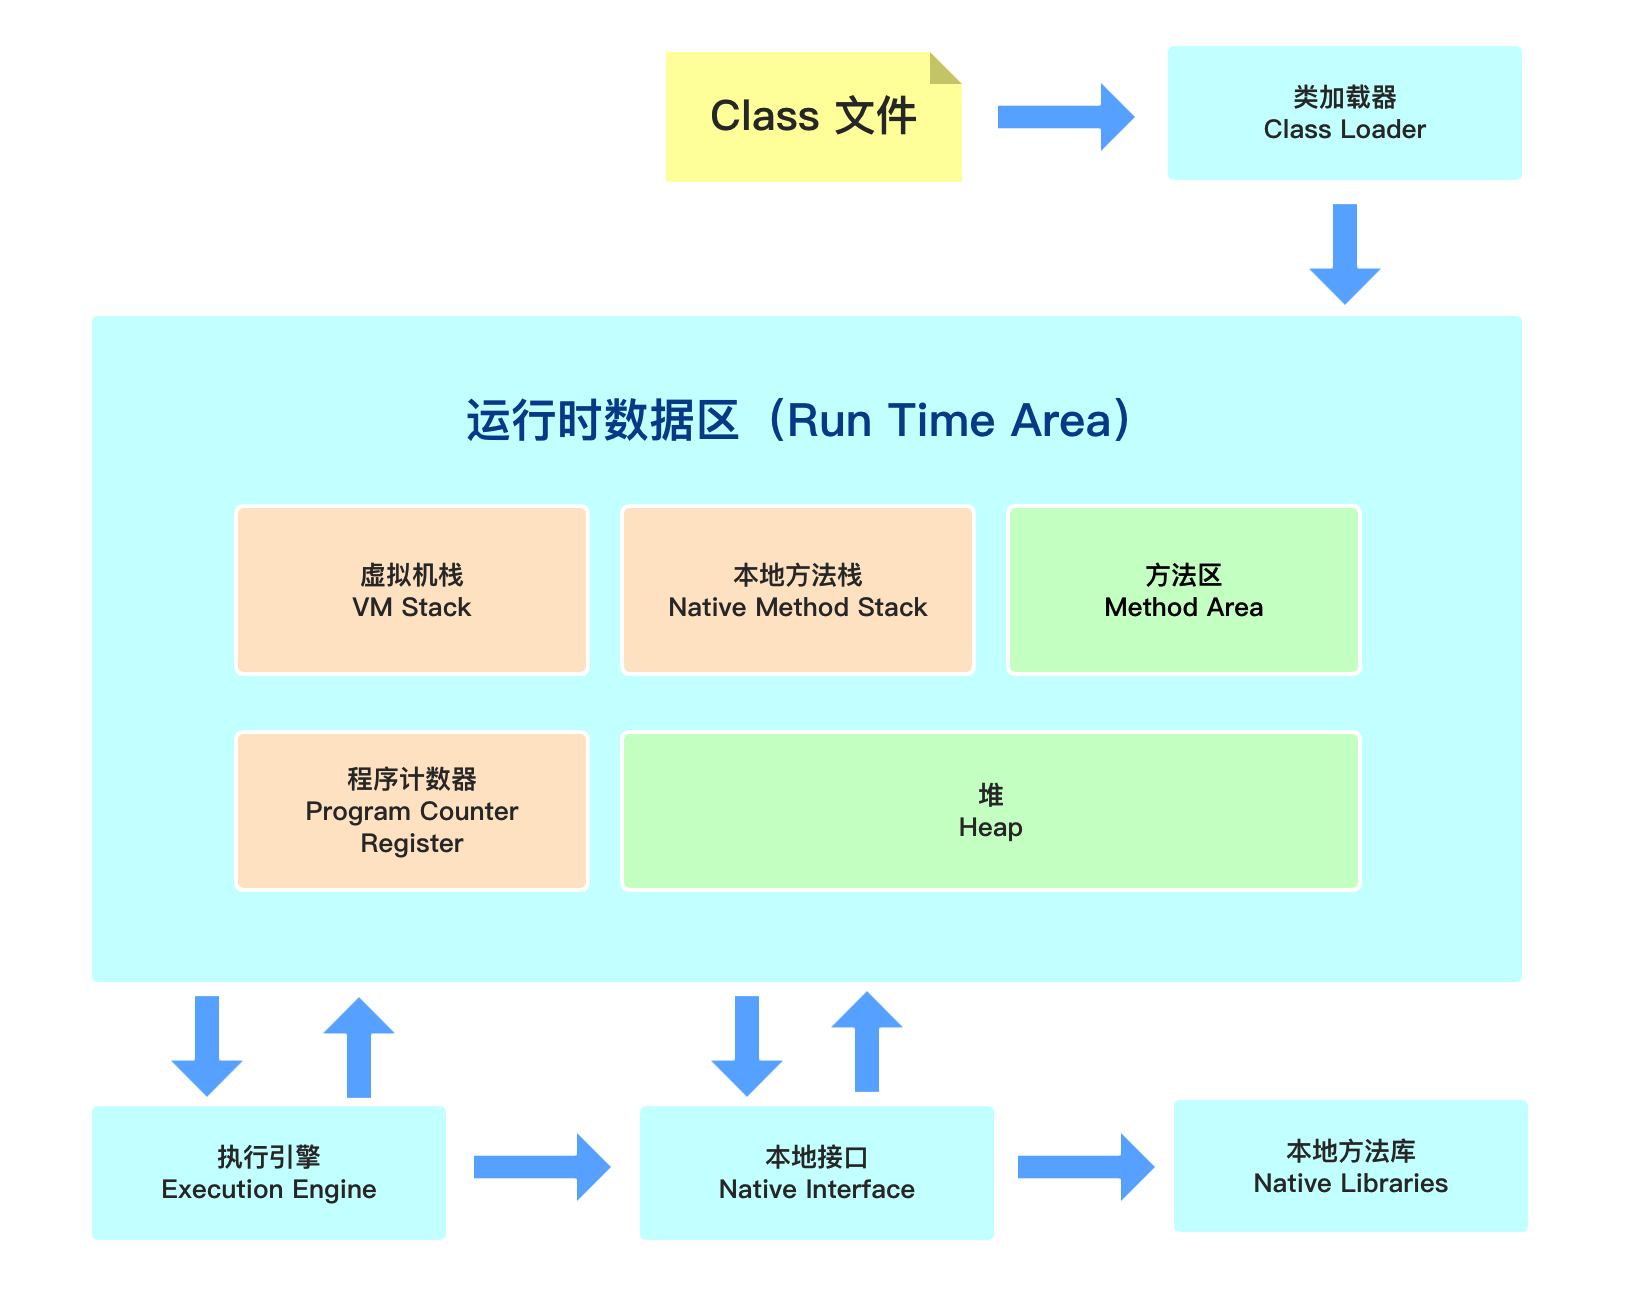 Class 文件
类加载器
Class Loader
运行时数据区（Run Time Area）
虚拟机栈
VM Stack
本地方法栈
Native Method Stack
方法区
Method Area
程序计数器
Program Counter
Register
堆
Heap
执行引擎
Execution Engine
本地接口
Native Interface
本地方法库
Native Libraries